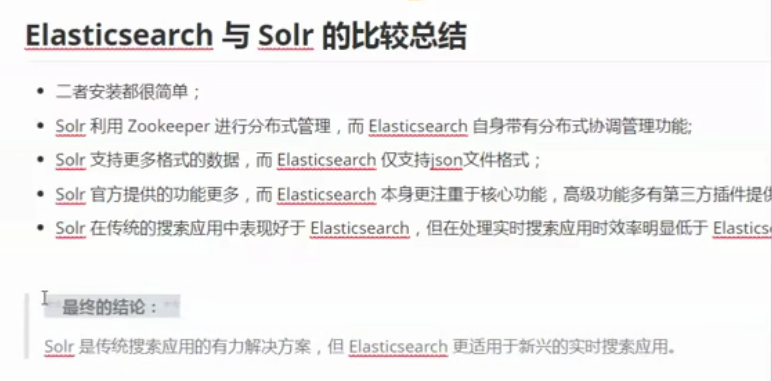 Elasticsearch 与 Solr 的比较总结
二者安装都很简单；
Solr 利用 Zookeeper 进行分布式管理，而 Elasticsearch 自身带有分布式协调管理功能;
Solr 支持更多格式的数据，而 Elasticsearch 仅支持json文件格式；
Solr 官方提供的功能更多，而 Elasticsearch 本身更注重于核心功能，高级功能多有第三方插件提供
Solr 在传统的搜索应用中表现好于 Elasticsearch，但在处理实时搜索应用时效率明显低于 Elastics
** 最终的结论： **
Solr 是传统搜索应用的有力解决方案，但 Elasticsearch 更适用于新兴的实时搜索应用。